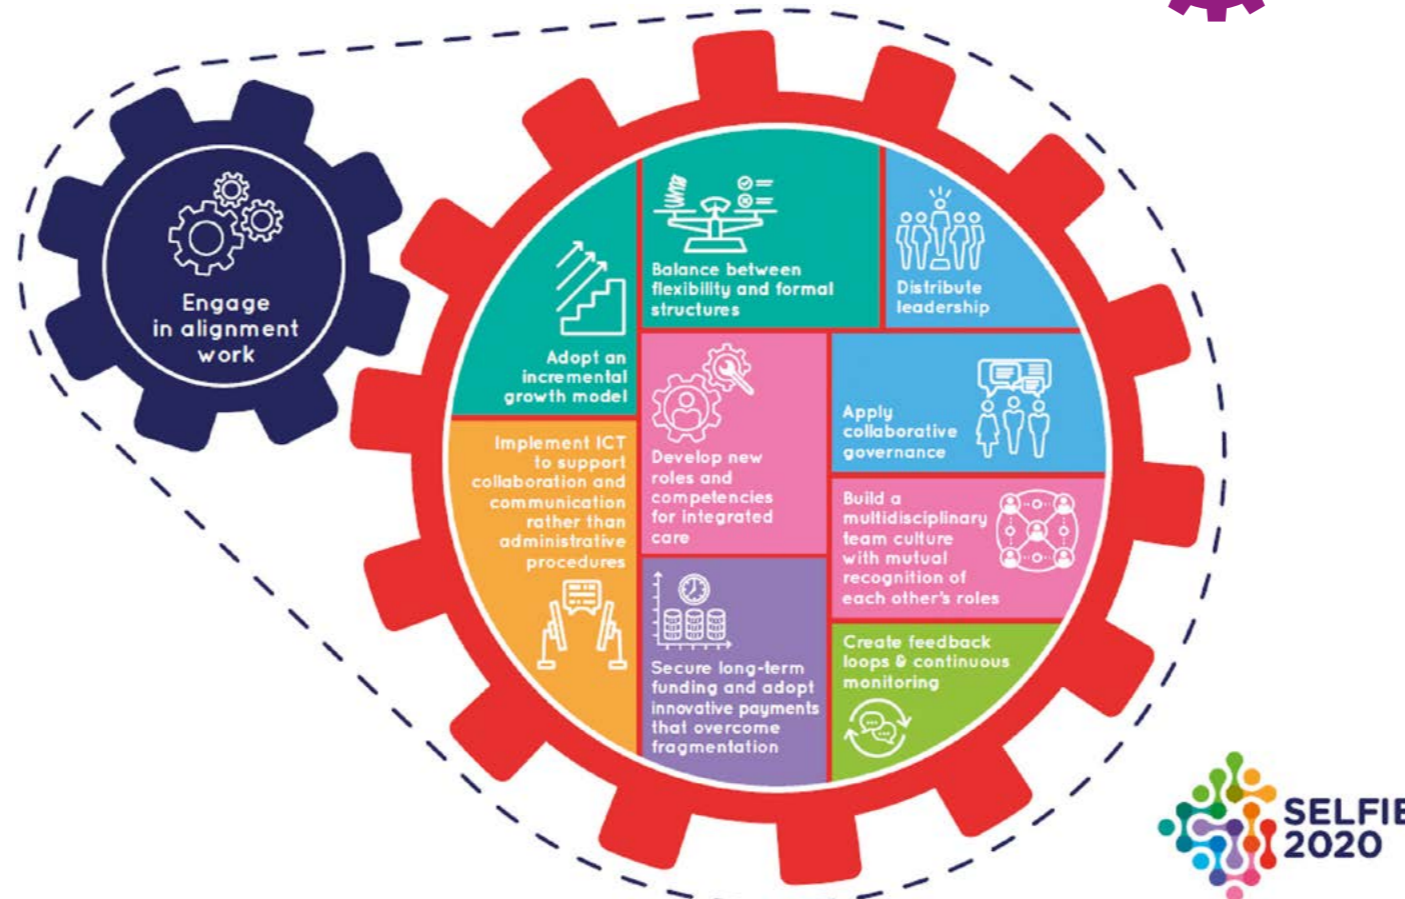 Engage
in alignment
work
Adopt an
incremental
growth model
Balance between
flexibility and formal
structures
Distribute
leadership
Implement ICT
to support
collaboration and
communication
rather than
administrative
procedures
Develop new
roles and
competencies
for integrated
care
Apply
collaborative
governance
Build a
multidisciplinary
team culture
with mutual
recognition of
each other's roles
Secure long-term
funding and adopt
innovative payments
that overcome
fragmentation
Create feedback
loops & continuous
monitoring
SELFIE
2020